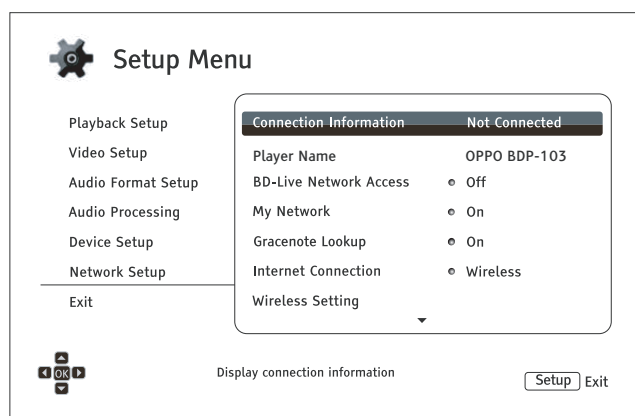 Setup Menu
Playback Setup
Video Setup
Audio Format Setup
Audio Processing
Device Setup
Network Setup
Exit
Connection Information Not Connected
Player Name OPPO BDP-103
BD-Live Network Access Off
My Network On
Gracenote Lookup On
Internet Connection Wireless
Wireless Setting
OK
Display connection information
Setup Exit